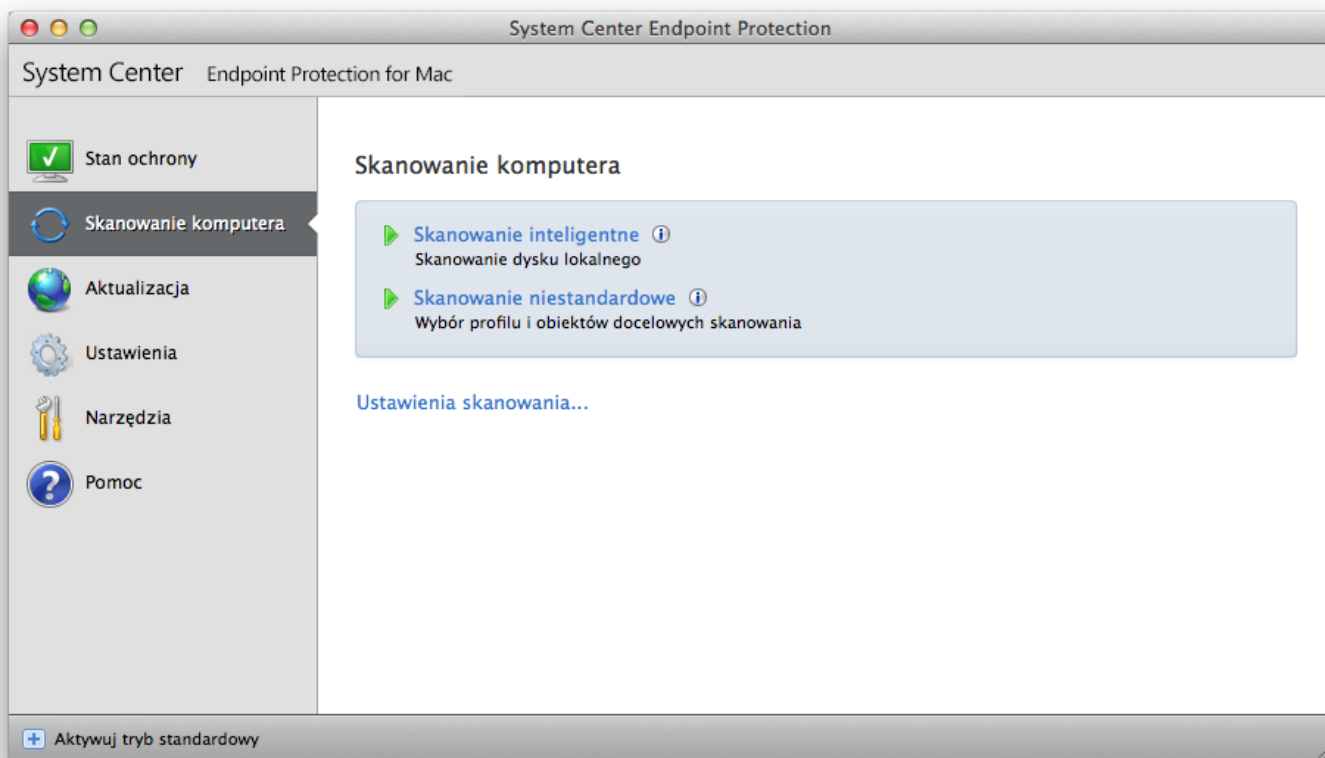 System Center Endpoint Protection
System Center Endpoint Protection for Mac
Stan ochrony
Skanowanie komputera
Aktualizacja
Ustawienia
Narzędzia
Pomoc
Skanowanie komputera
Skanowanie inteligentne
Skanowanie dysku lokalnego
Skanowanie niestandardowe
Wybór profilu i obiektów docelowych skanowania
Ustawienia skanowania...
Aktywuj tryb standardowy